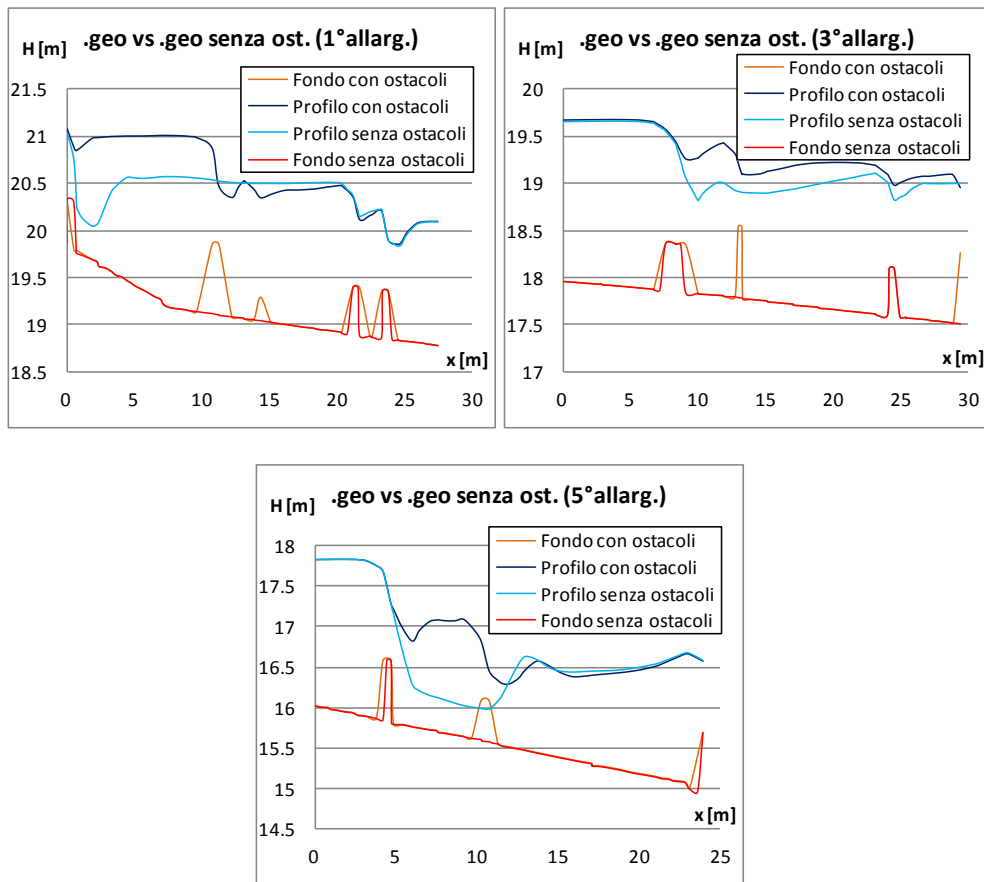 .geo vs .geo senza ost. (1°allarg.)
H [m]
Fondo con ostacoli
Profilo con ostacoli
Profilo senza ostacoli
Fondo senza ostacoli
21.5
21
20.5
20
19.5
19
18.5
x [m]
0 5 10 15 20 25 30
.geo vs .geo senza ost. (3°allarg.)
H [m]
Fondo con ostacoli
Profilo con ostacoli
Profilo senza ostacoli
Fondo senza ostacoli
20
19.5
19
18.5
18
17.5
17
x [m]
0 5 10 15 20 25 30
.geo vs .geo senza ost. (5°allarg.)
H [m]
Fondo con ostacoli
Profilo con ostacoli
Profilo senza ostacoli
Fondo senza ostacoli
18
17.5
17
16.5
16
15.5
15
14.5
x [m]
0 5 10 15 20 25